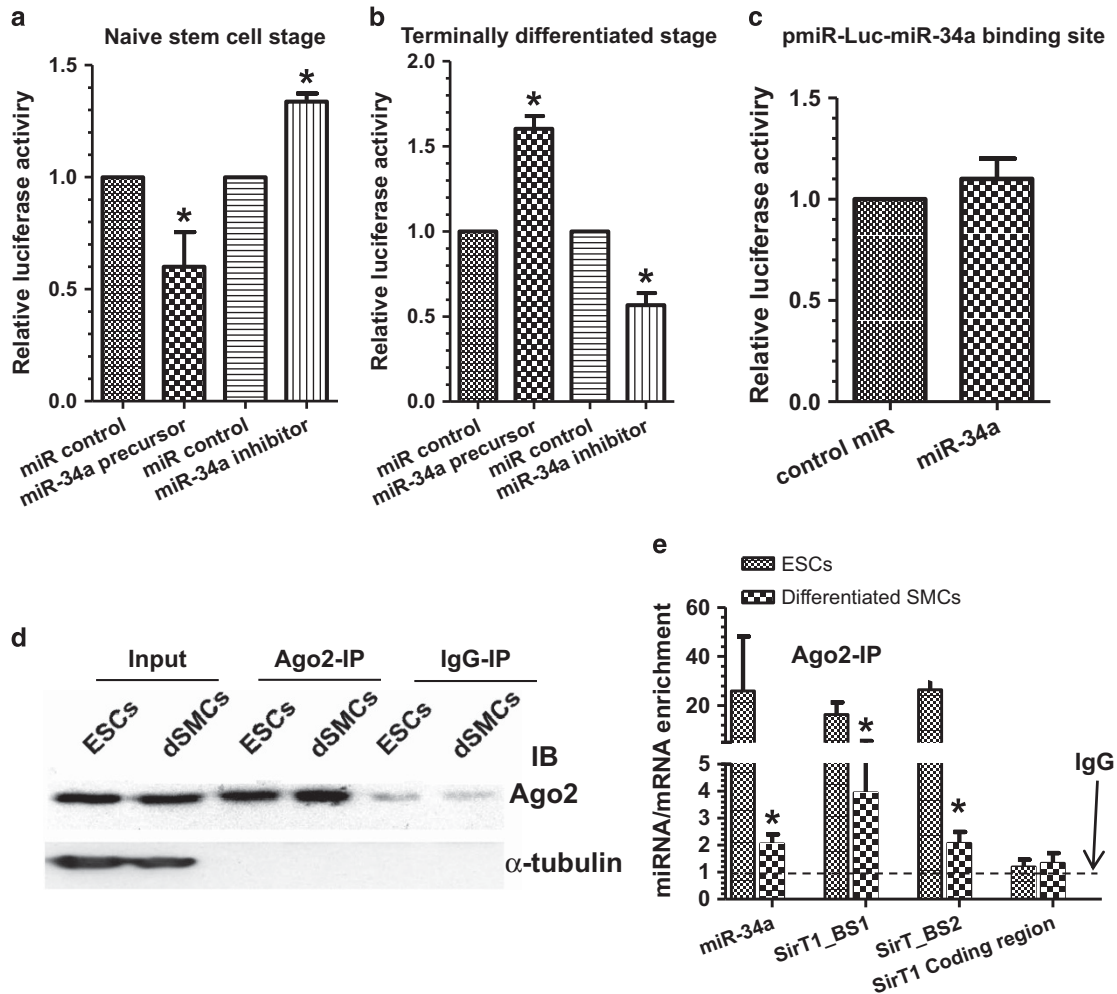 a
Naive stem cell stage
Relative luciferase activiry
1.5
1.0
0.5
0.0
miR control
miR-34a precursor
miR control
miR-34a inhibitor
b
Terminally differentiated stage
Relative luciferase activiry
2.0
1.5
1.0
0.5
0.0
miR control
miR-34a precursor
miR control
miR-34a inhibitor
c
pmiR-Luc-miR-34a binding site
Relative luciferase activiry
1.5
1.0
0.5
0.0
control miR
miR-34a
d
Input
Ago2-IP
IgG-IP
ESCs
dSMCs
ESCs
dSMCs
ESCs
dSMCs
IB
Ago2
α-tubulin
e
ESCs
Differentiated SMCs
Ago2-IP
miRNA/mRNA enrichment
60
40
20
5
4
3
2
1
0
IgG
miR-34a
SirT1_BS1
SirT_BS2
SirT1 Coding region
* * * * * * *